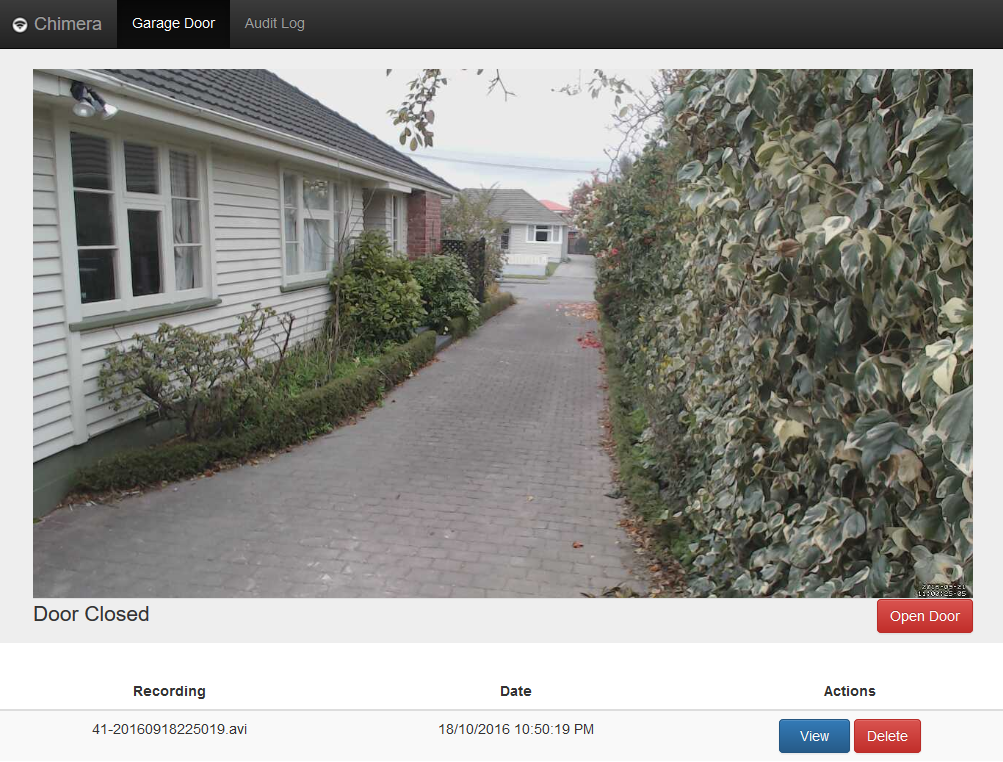 Chimera Garage Door Audit Log
Door Closed
Open Door
Recording Date Actions
41-20160918225019.avi 18/10/2016 10:50:19 PM View Delete